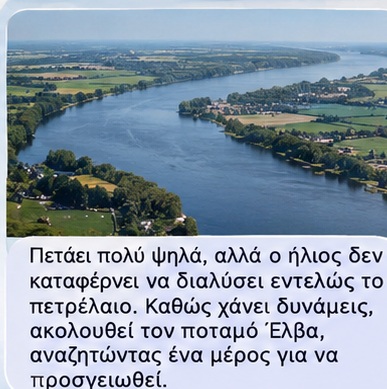 Πετάει πολύ ψηλά, αλλά ο ήλιος δεν
καταφέρνει να διαλύσει εντελώς το
πετρέλαιο. Καθώς χάνει δυνάμεις,
ακολουθεί τον ποταμό Έλβα,
αναζητώντας ένα μέρος για να
προσγειωθεί.